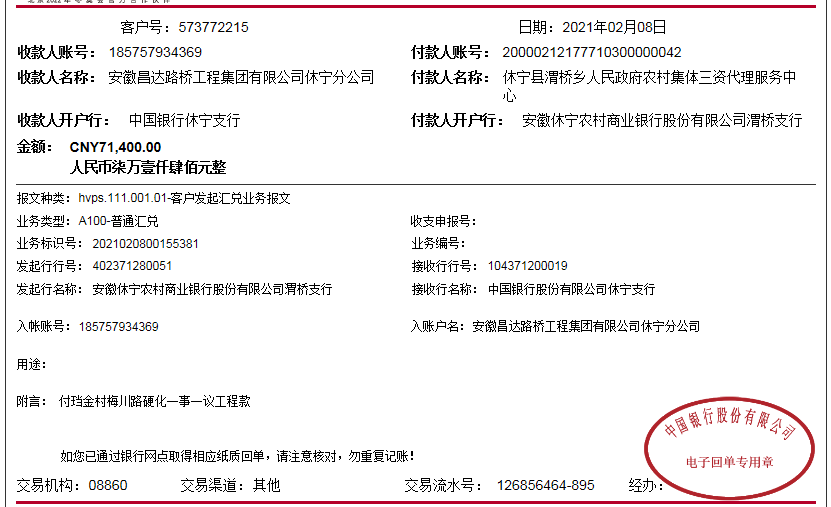 客户号：573772215 日期：2021年02月08日
收款人账号：185757934369 付款人账号：20000212177710300000042
收款人名称：安徽昌达路桥工程集团有限公司休宁分公司 付款人名称：休宁县渭桥乡人民政府农村集体三资代理服务中
心
收款人开户行：中国银行休宁支行 付款人开户行：安徽休宁农村商业银行股份有限公司渭桥支行
金额：CNY71,400.00
人民币柒万壹仟肆佰元整
报文种类：hvps.111.001.01-客户发起汇兑业务报文
业务类型：A100-普通汇兑 收支申报号：
业务标识号：2021020800155381 业务编号：
发起行行号：402371280051 接收行行号：104371200019
发起行名称：安徽休宁农村商业银行股份有限公司渭桥支行 接收行名称：中国银行股份有限公司休宁支行
入帐账号：185757934369 入账户名：安徽昌达路桥工程集团有限公司休宁分公司
用途：
附言：付珰金村梅川路硬化一事一议工程款
中国银行股份有限公司
电子回单专用章
如您已通过银行网点取得相应纸质回单，请注意核对，勿重复记账！
交易机构：08860 交易渠道：其他 交易流水号：126856464-895 经办：